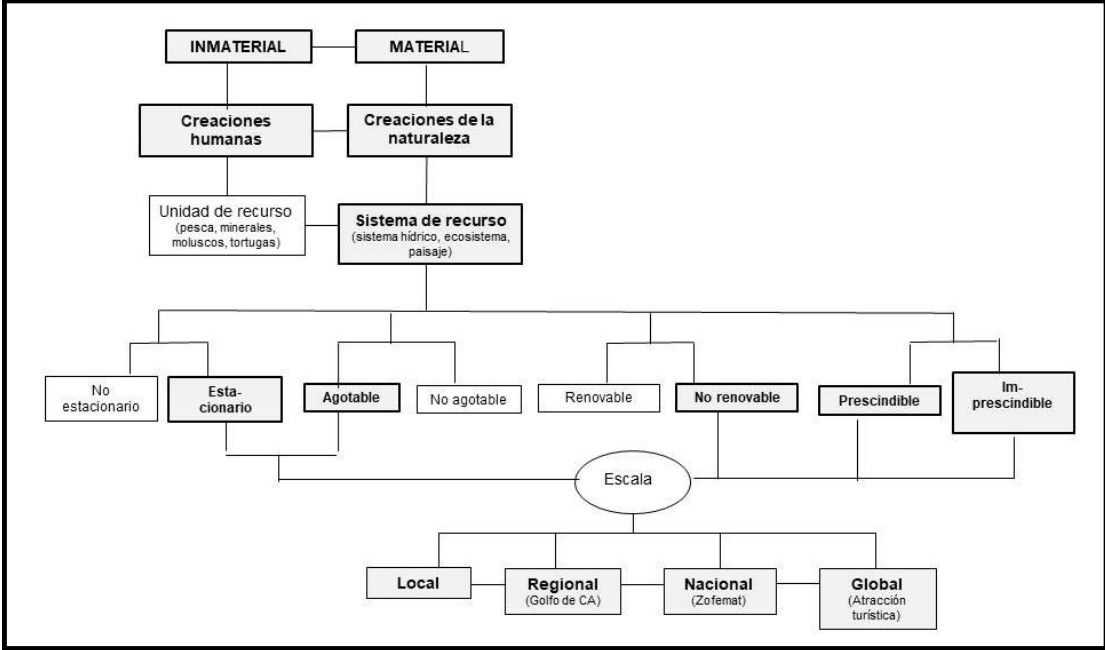 INMATERIAL
MATERIAL
Creaciones
humanas
Creaciones de la
naturaleza
Unidad de recurso
(pesca, minerales,
moluscos, tortugas)
Sistema de recurso
(sistema hídrico, ecosistema,
paisaje)
No
estacionario
Esta-
cionario
Agotable
No agotable
Renovable
No renovable
Prescindible
Im-
prescindible
Escala
Local
Regional
(Golfo de CA)
Nacional
(Zofemat)
Global
(Atracción
turística)